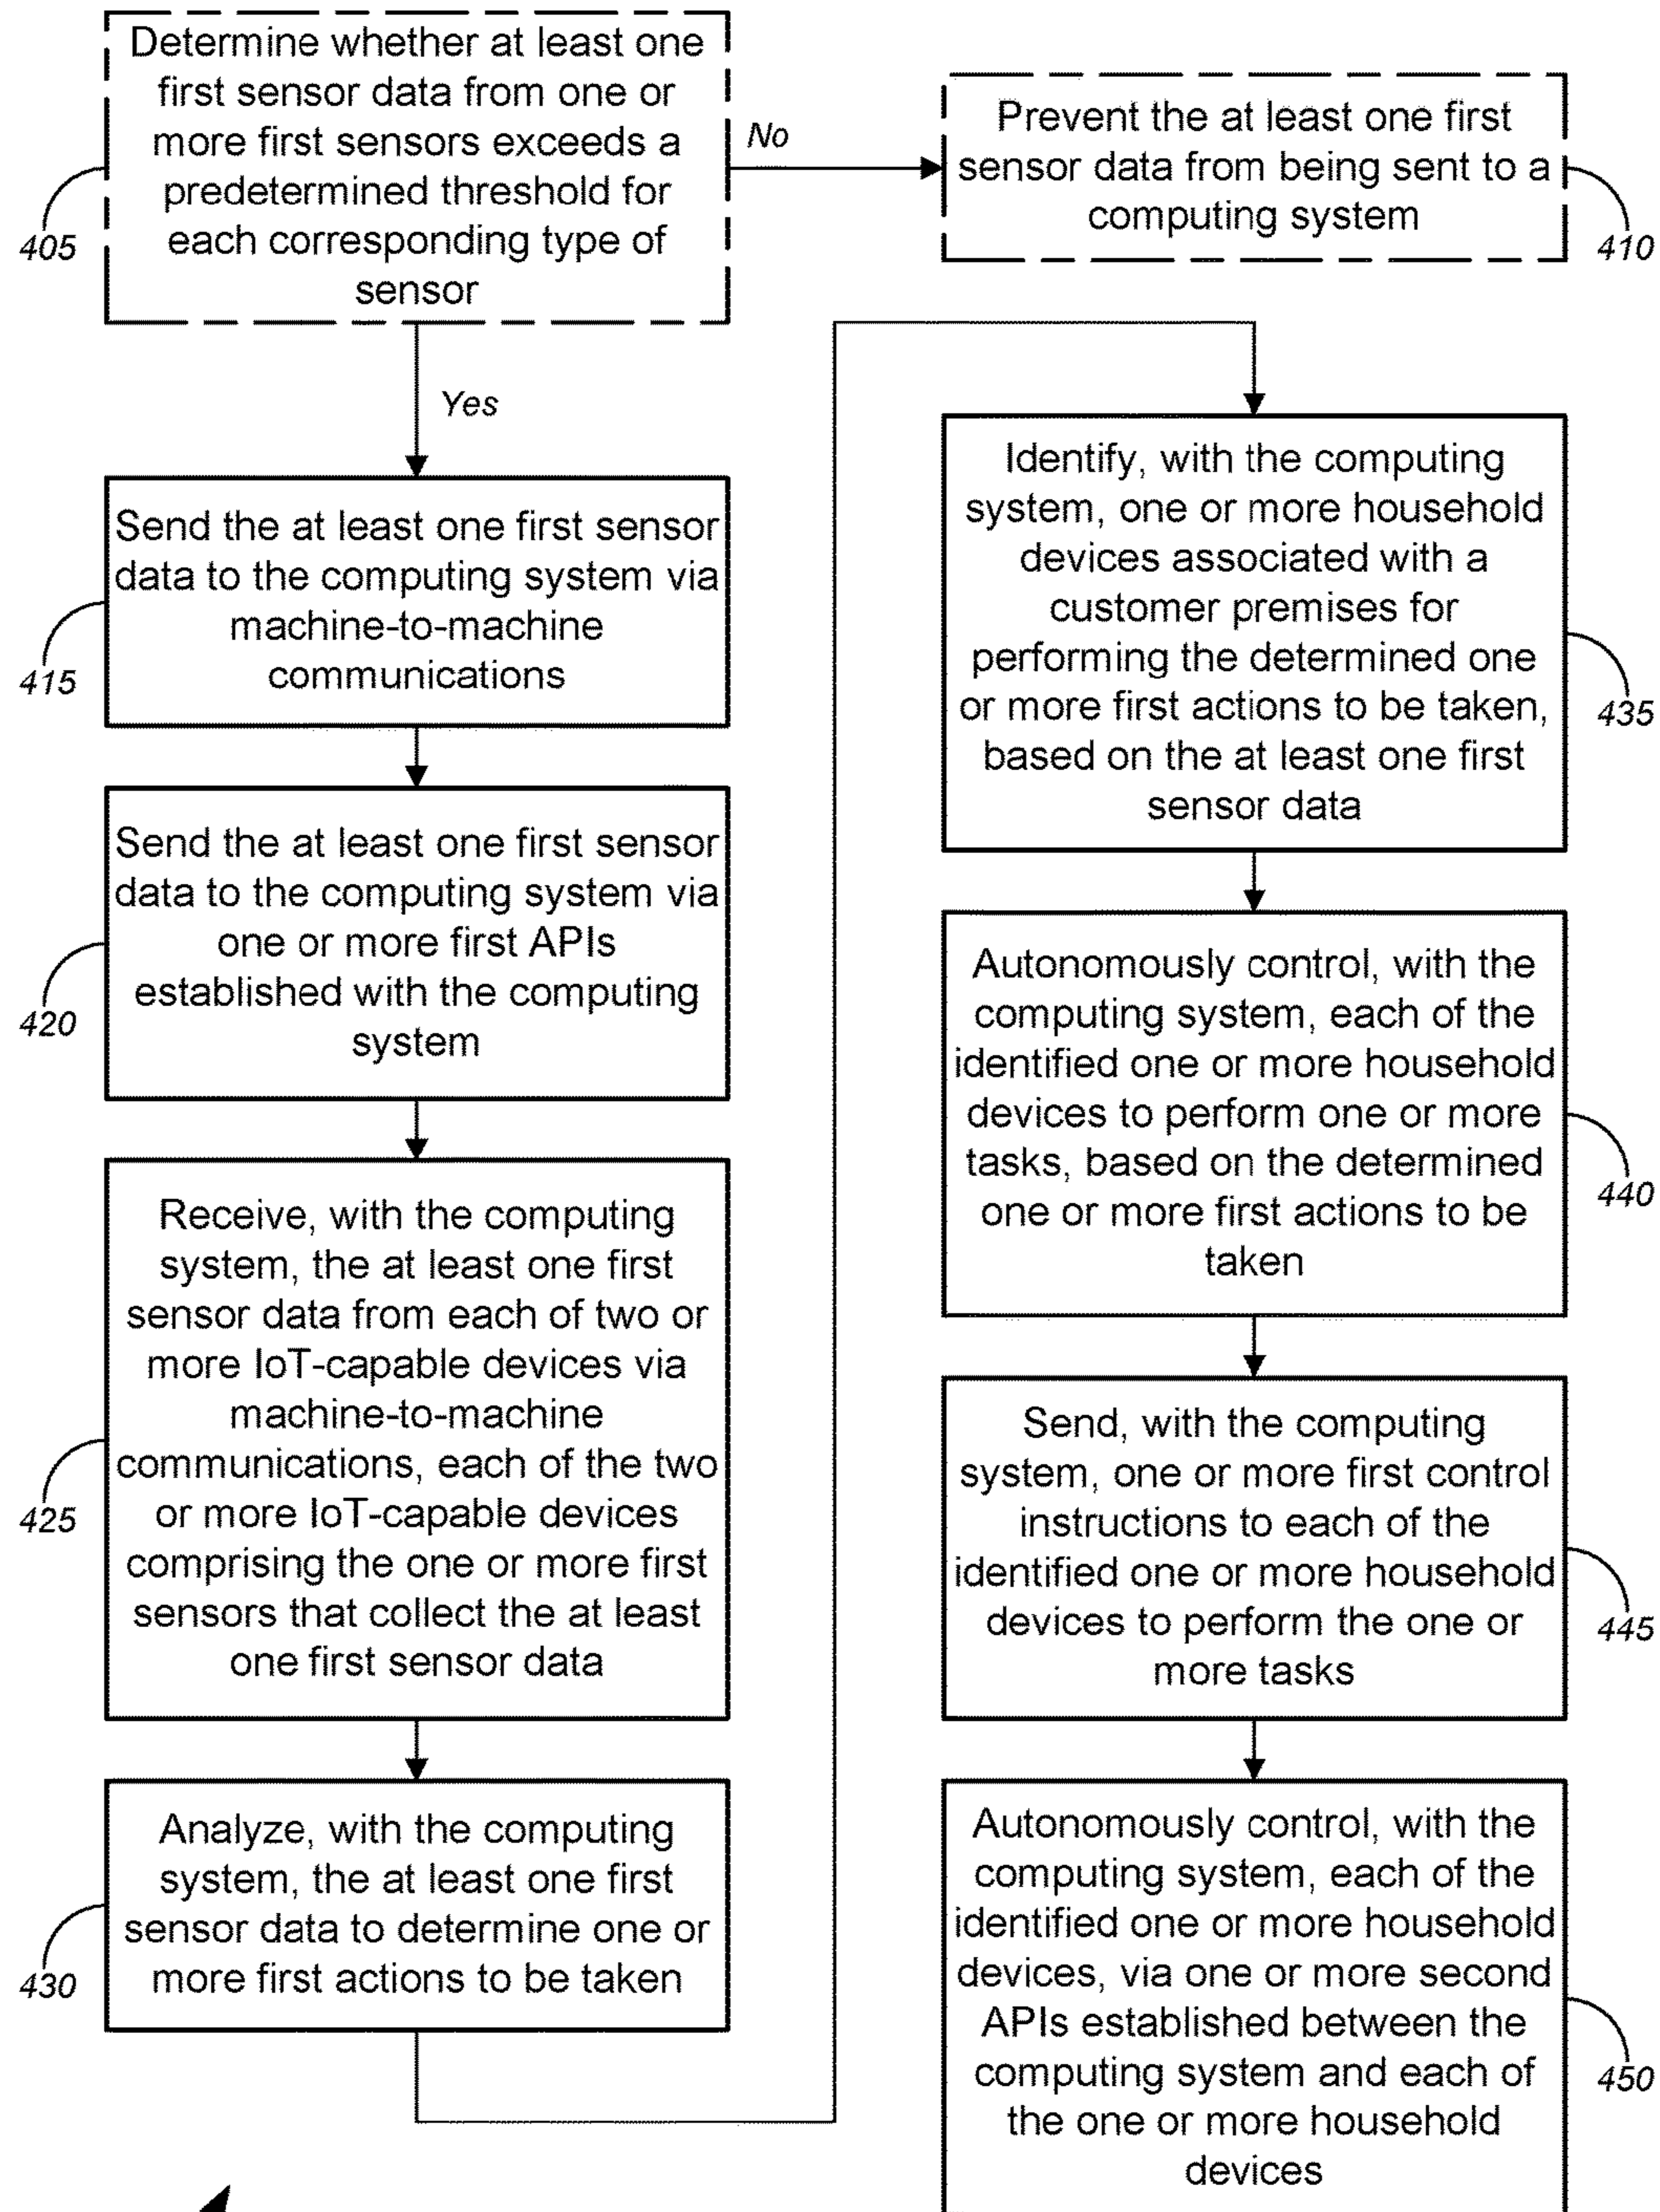 Determine whether at least one
first sensor data from one or
more first sensors exceeds a
predetermined threshold for
each corresponding type of
sensor
405
No
Prevent the at least one first
sensor data from being sent to a
computing system
410
Yes
Send the at least one first sensor
data to the computing system via
machine-to-machine
communications
415
Send the at least one first sensor
data to the computing system via
one or more first APIs
established with the computing
system
420
Receive, with the computing
system, the at least one first
sensor data from each of two or
more IoT-capable devices via
machine-to-machine
communications, each of the two
or more IoT-capable devices
comprising the one or more first
sensors that collect the at least
one first sensor data
425
Analyze, with the computing
system, the at least one first
sensor data to determine one or
more first actions to be taken
430
Identify, with the computing
system, one or more household
devices associated with a
customer premises for
performing the determined one
or more first actions to be taken,
based on the at least one first
sensor data
435
Autonomously control, with the
computing system, each of the
identified one or more household
devices to perform one or more
tasks, based on the determined
one or more first actions to be
taken
440
Send, with the computing
system, one or more first control
instructions to each of the
identified one or more household
devices to perform the one or
more tasks
445
Autonomously control, with the
computing system, each of the
identified one or more household
devices, via one or more second
APIs established between the
computing system and each of
the one or more household
devices
450